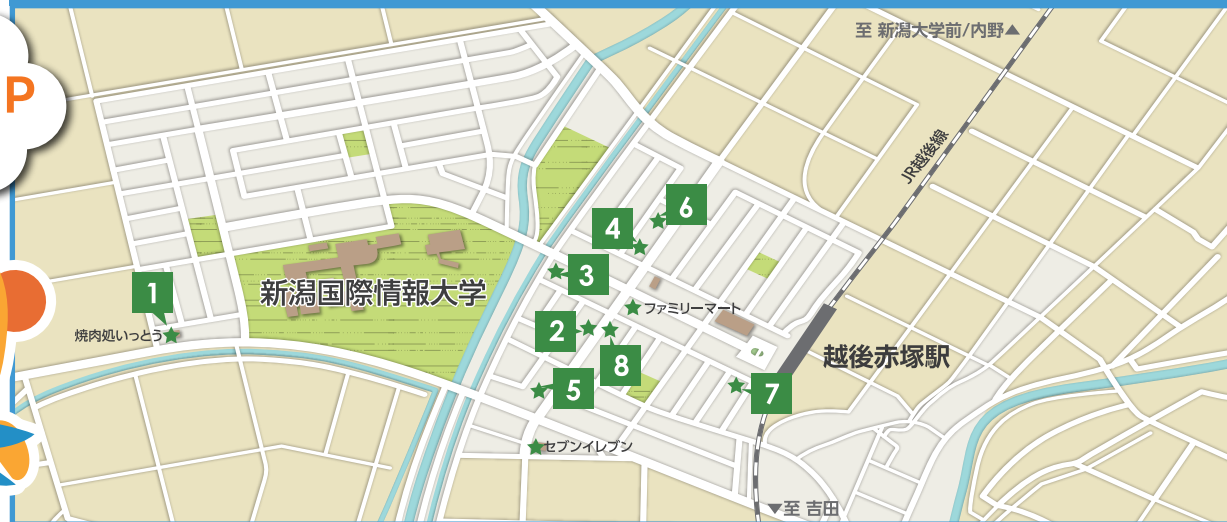 至 新潟大学前/内野▲
P
JR越後線
6
4
3
新潟国際情報大学
1
焼肉処いっとう
ファミリーマート
2
8
越後赤塚駅
5
7
セブンイレブン
▼至 吉田